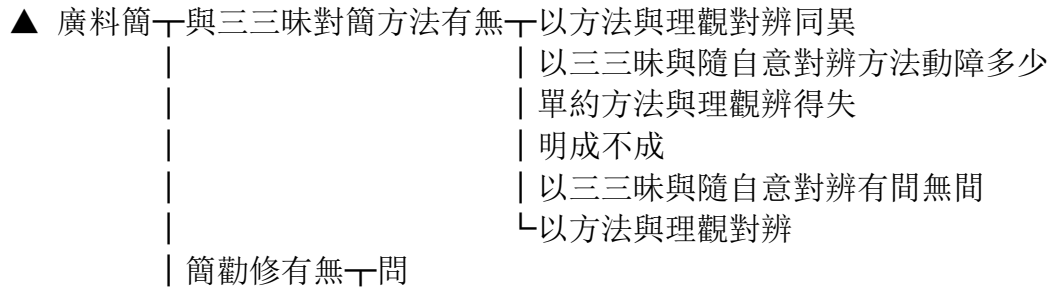 ▲ 廣料簡┬與三三昧對簡方法有無┬以方法與理觀對辨同異
│以三三昧與隨自意對辨方法動障多少
│單約方法與理觀辨得失
│明成不成
│以三三昧與隨自意對辨有間無間
└以方法與理觀對辨
│簡勸修有無┬問